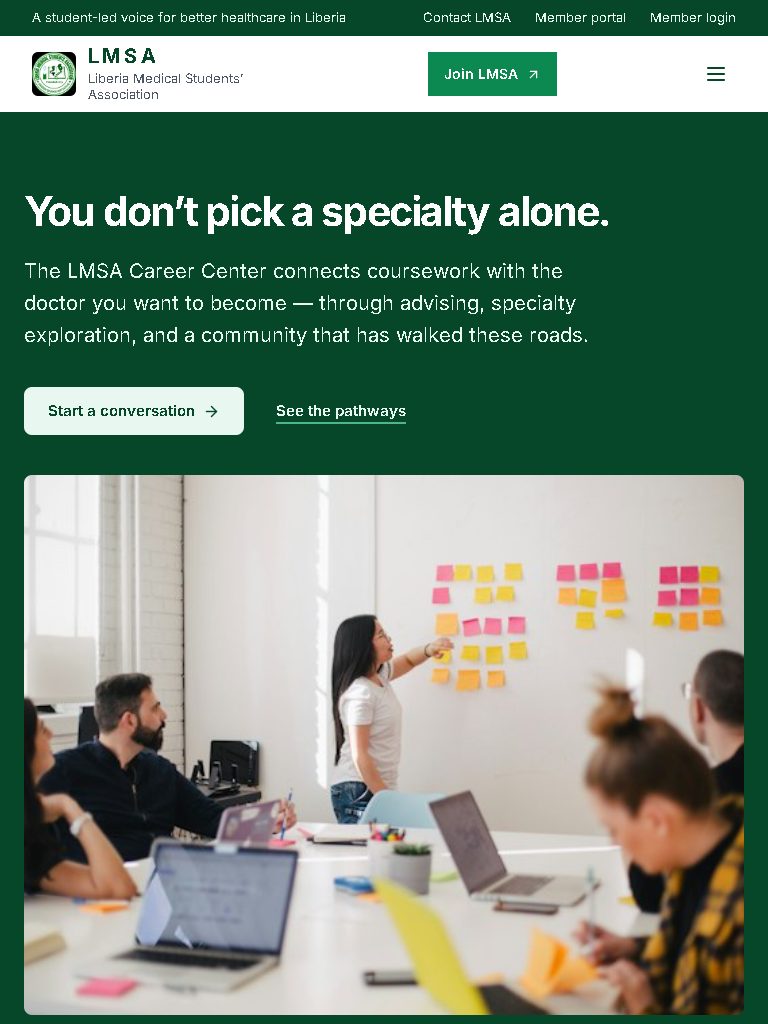 A student-led voice for better healthcare in Liberia
Contact LMSA
Member portal
Member login
LMSA
Liberia Medical Students'
Association
Join LMSA
You don't pick a specialty alone.
The LMSA Career Center connects coursework with the
doctor you want to become — through advising, specialty
exploration, and a community that has walked these roads.
Start a conversation
See the pathways